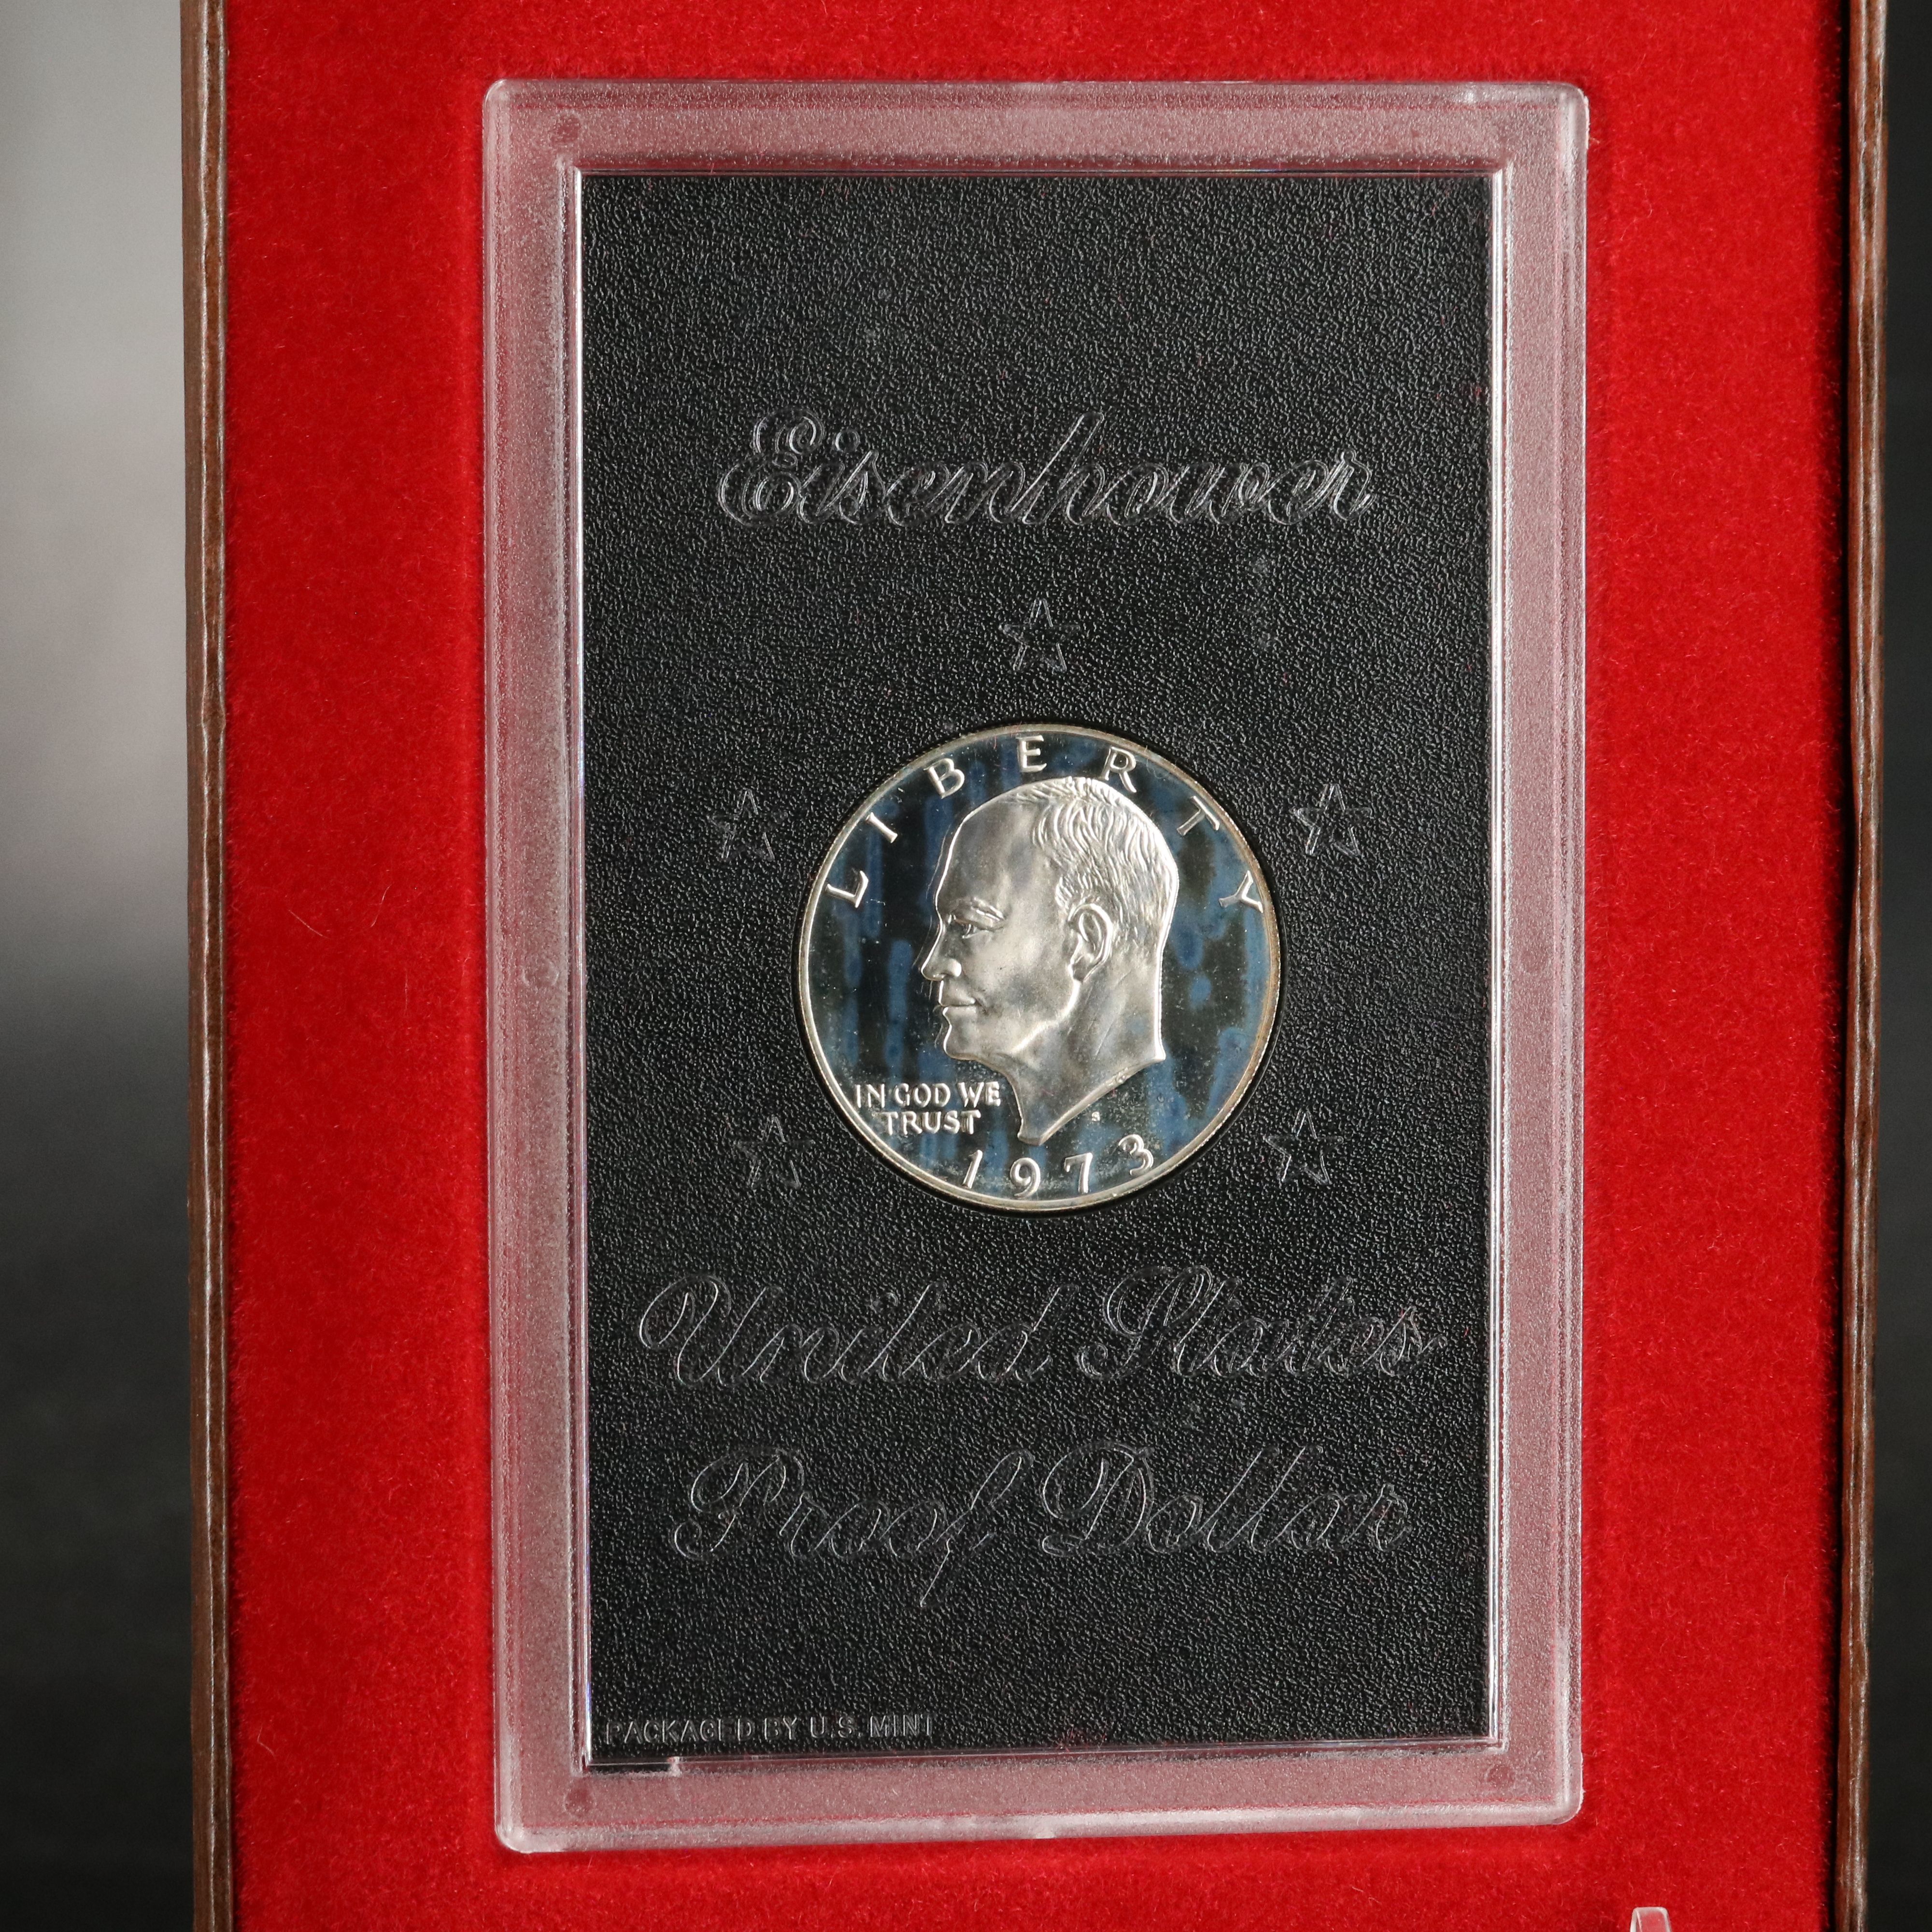 Eisenhower
LIBERTY
IN GOD WE
TRUST
S
1973
United States
Proof Dollar
PACKAGED BY U.S. MINT